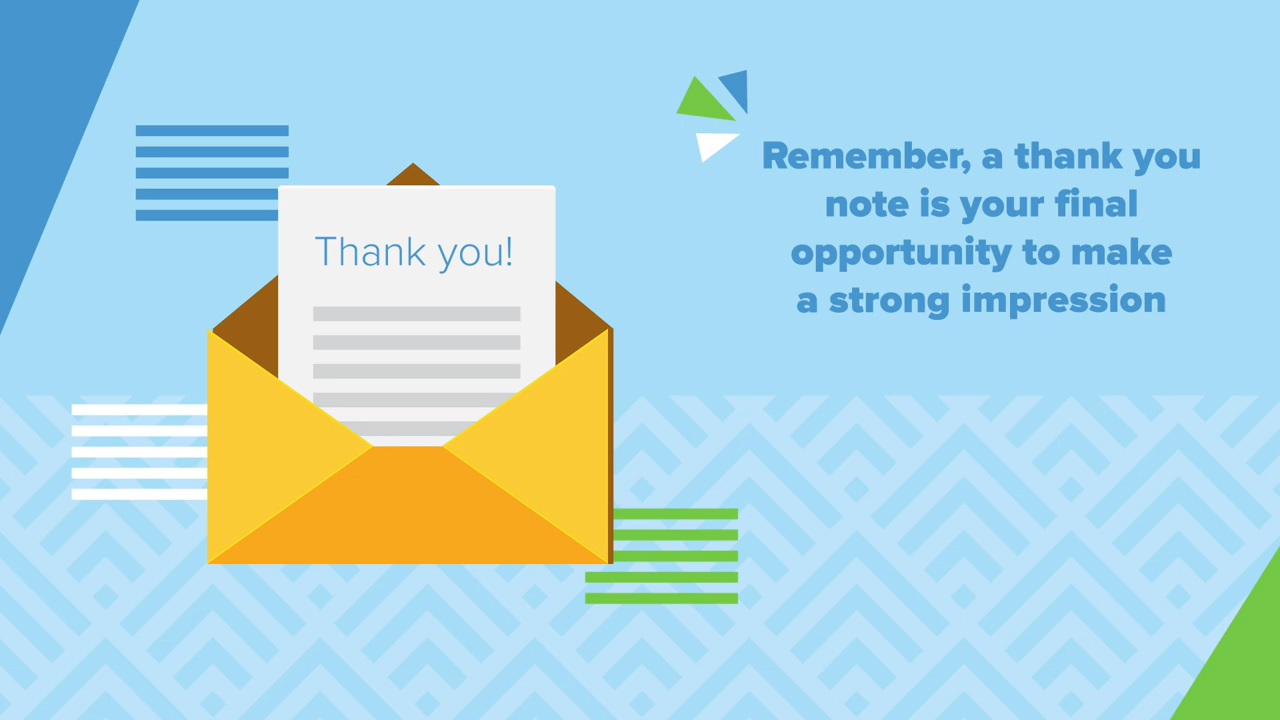 Thank you!
Remember, a thank you
note is your final
opportunity to make
a strong impression